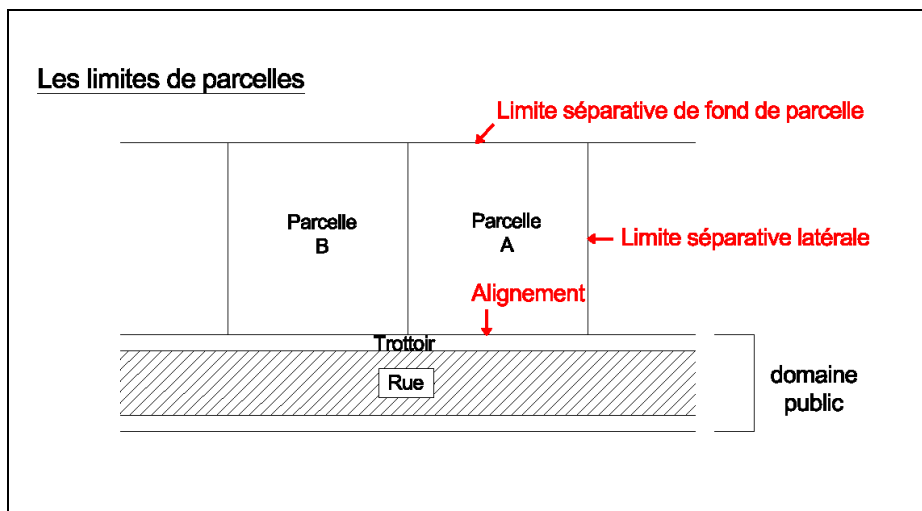 Les limites de parcelles
Limite séparative de fond de parcelle
Parcelle
B
Parcelle
A
Limite séparative latérale
Alignement
Trottoir
Rue
domaine
public